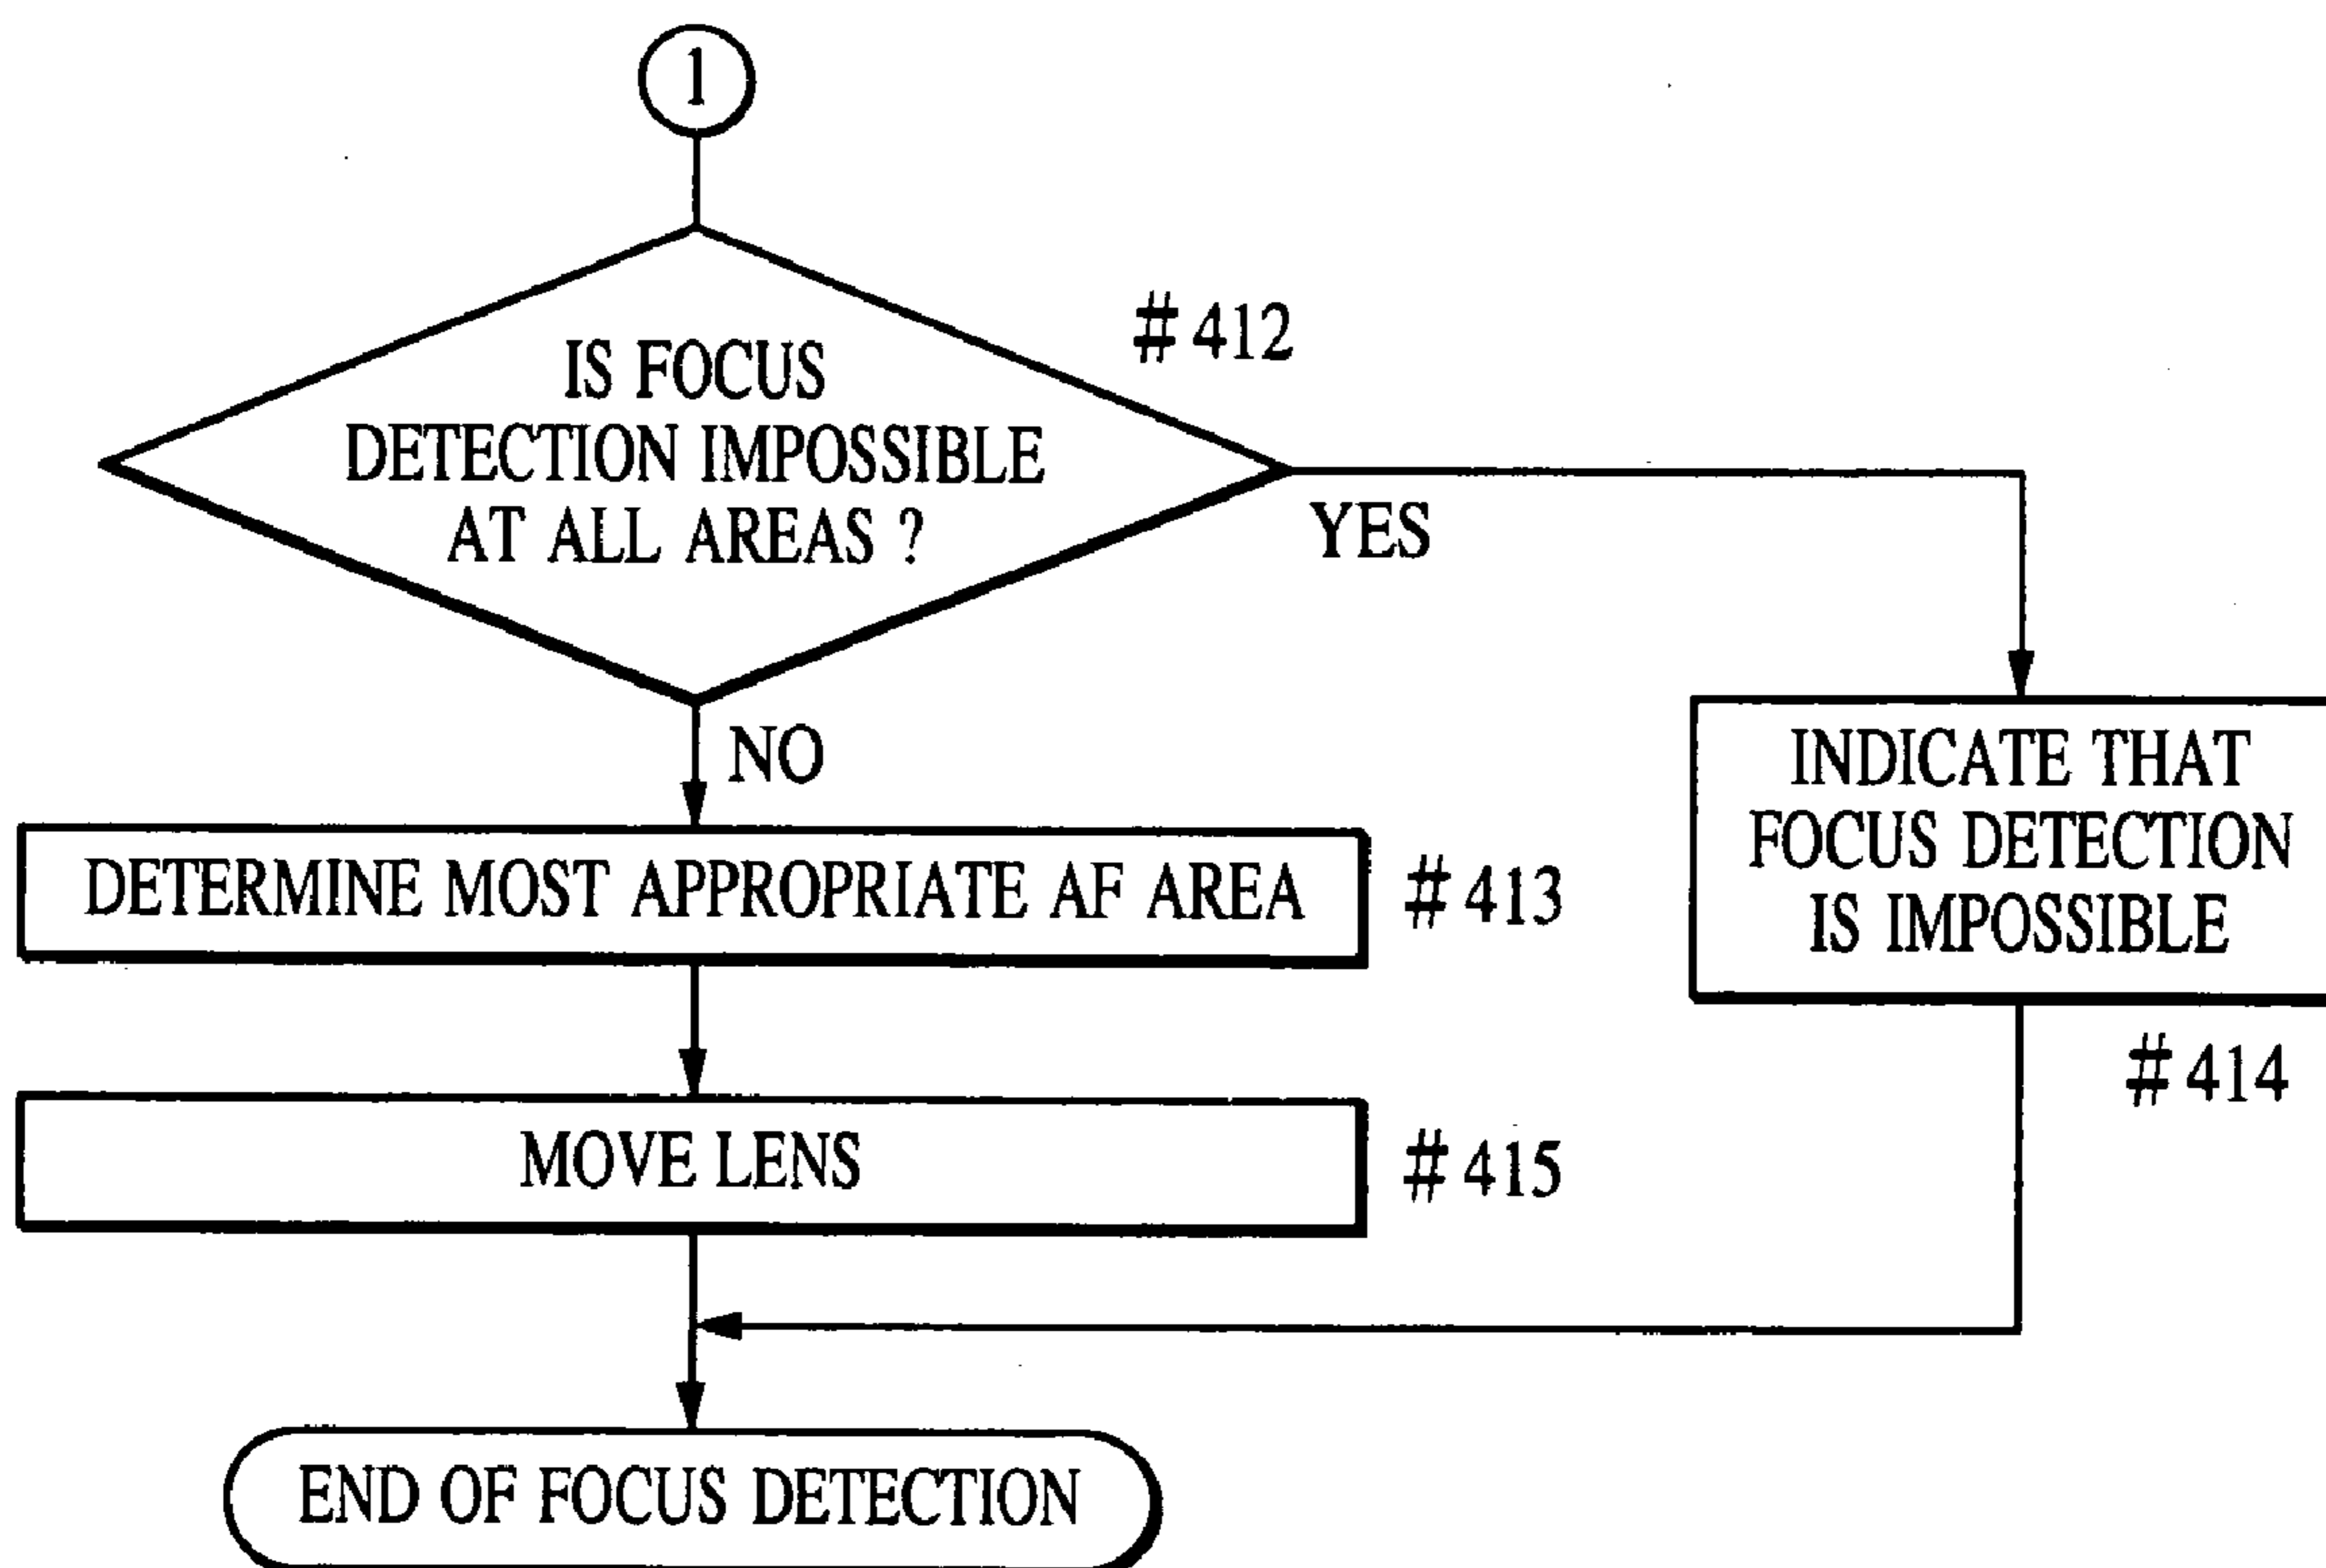 1
#412
IS FOCUS
DETECTION IMPOSSIBLE
AT ALL AREAS ?
YES
NO
INDICATE THAT
FOCUS DETECTION
IS IMPOSSIBLE
DETERMINE MOST APPROPRIATE AF AREA
#413
#414
MOVE LENS
#415
END OF FOCUS DETECTION